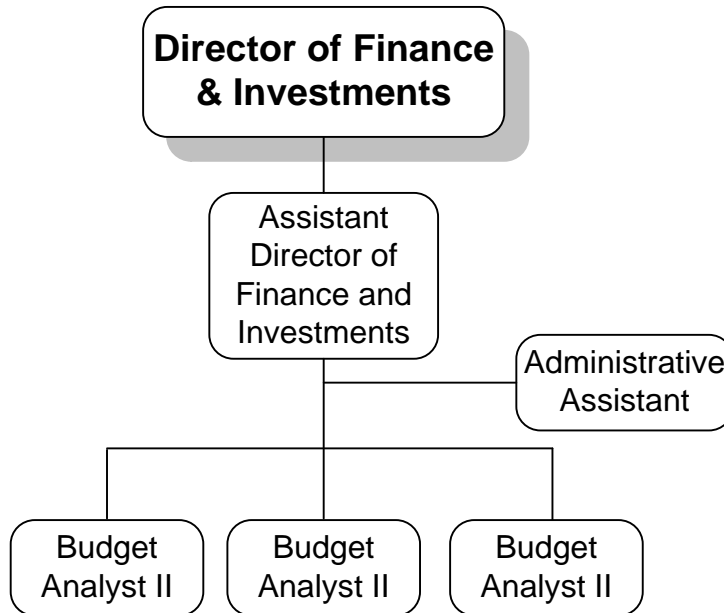 Director of Finance
& Investments
Assistant
Director of
Finance and
Investments
Administrative
Assistant
Budget
Analyst II
Budget
Analyst II
Budget
Analyst II